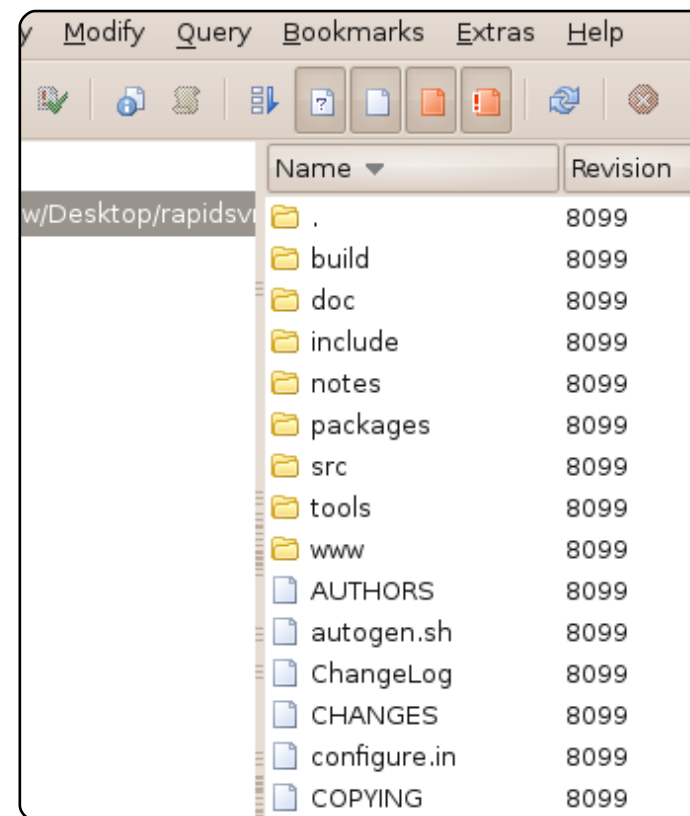 y Modify Query Bookmarks Extras Help
?
!
Name Revision
w/Desktop/rapidsv
. 8099
build 8099
doc 8099
include 8099
notes 8099
packages 8099
src 8099
tools 8099
www 8099
AUTHORS 8099
autogen.sh 8099
ChangeLog 8099
CHANGES 8099
configure.in 8099
COPYING 8099